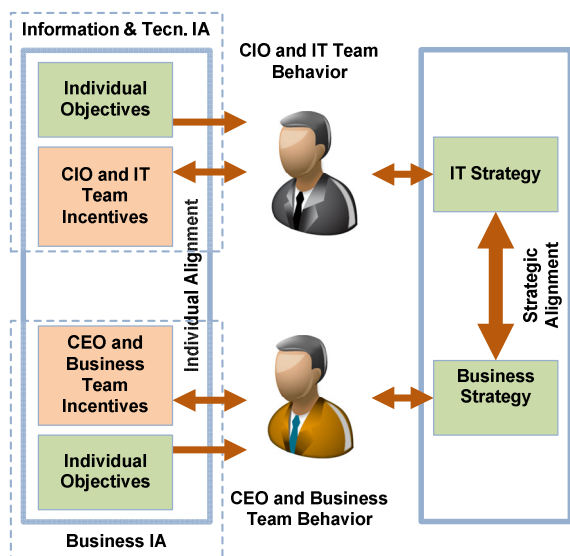 Information & Tecn. IA
Individual
Objectives
CIO and IT
Team
Incentives
CIO and IT Team
Behavior
IT Strategy
Individual Alignment
Strategic
Alignment
CEO and
Business
Team
Incentives
Individual
Objectives
Business IA
CEO and Business
Team Behavior
Business
Strategy